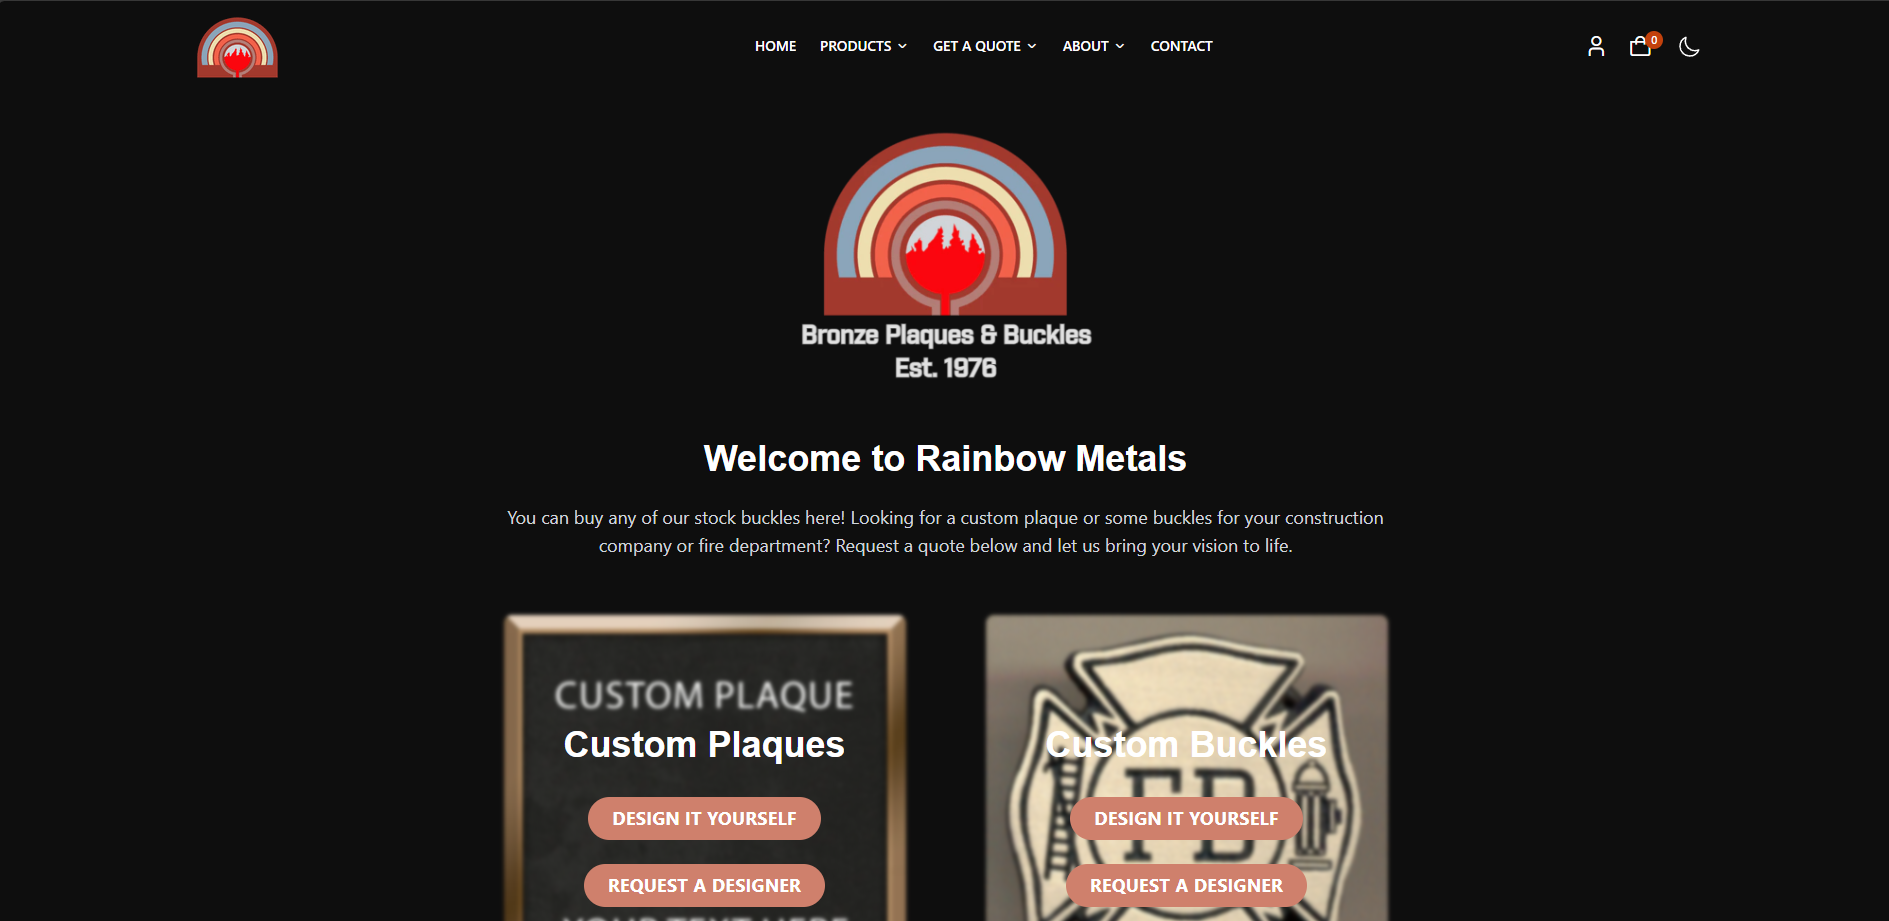 HOME PRODUCTS GET A QUOTE ABOUT CONTACT
0
Bronze Plaques & Buckles
Est. 1976
Welcome to Rainbow Metals
You can buy any of our stock buckles here! Looking for a custom plaque or some buckles for your construction
company or fire department? Request a quote below and let us bring your vision to life.
CUSTOM PLAQUE
Custom Plaques
DESIGN IT YOURSELF
REQUEST A DESIGNER
YOUR TEXT HERE
Custom Buckles
FD
DESIGN IT YOURSELF
REQUEST A DESIGNER